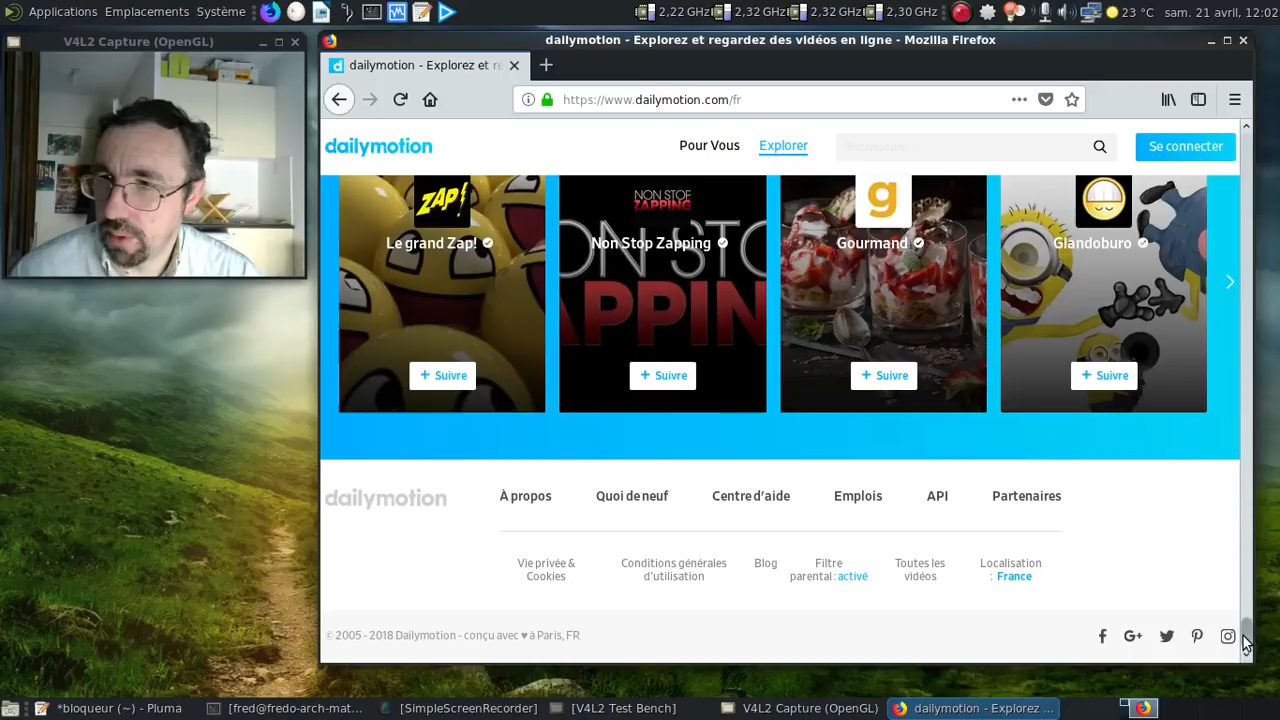 Applications Emplacements Système 2,22 GHz 2,32 GHz 2,32 GHz 2,30 GHz 23 °C sam. 21 avril, 12:02
V4L2 Capture (OpenGL)
dailymotion - Explorez et regardez des vidéos en ligne - Mozilla Firefox
dailymotion - Explorez et re
https://www.dailymotion.com/fr
dailymotion Pour Vous Explorer Se connecter
ZAP! NON STOP ZAPPING g
Le grand Zap! Non Stop Zapping Gourmand Glandoburo
+ Suivre + Suivre + Suivre + Suivre
dailymotion À propos Quoi de neuf Centre d'aide Emplois API Partenaires
Vie privée & Cookies Conditions générales d'utilisation Blog Filtre parental : activé Toutes les vidéos Localisation : France
© 2005 - 2018 Dailymotion - conçu avec ♥ à Paris, FR
*bloqueur (~) - Pluma [fred@fredo-arch-mat... [SimpleScreenRecorder] [V4L2 Test Bench] V4L2 Capture (OpenGL) dailymotion - Explorez ...